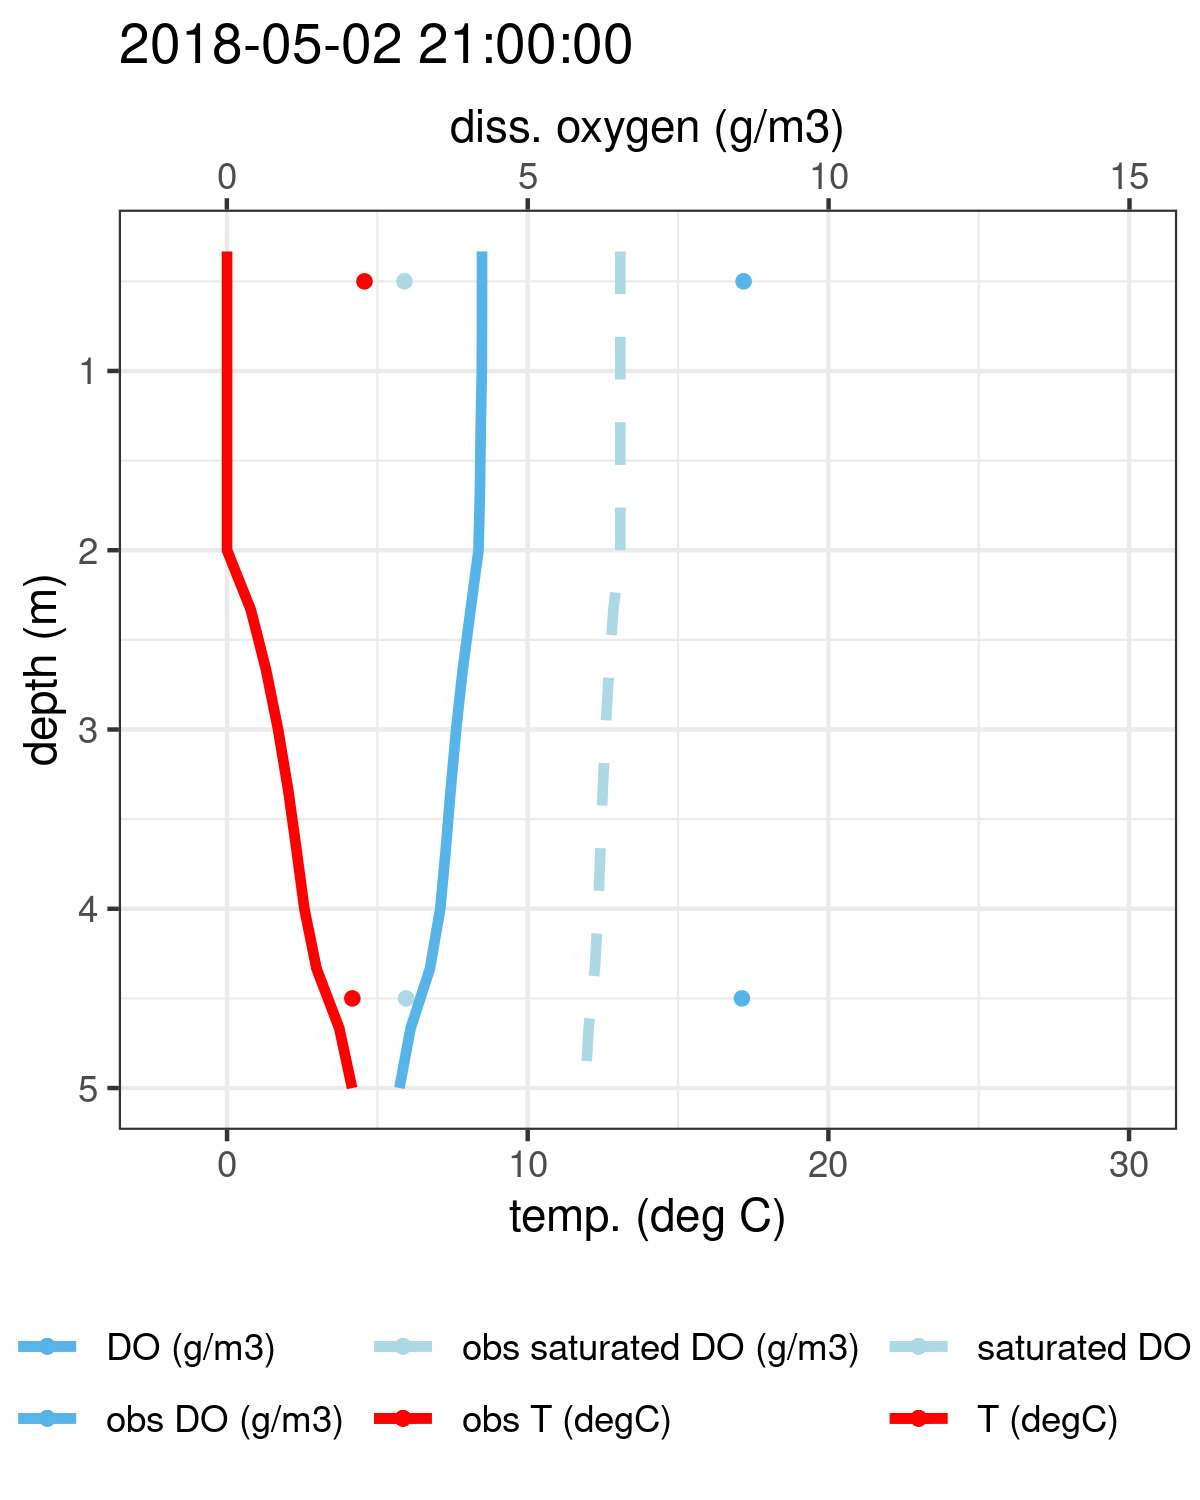 2018-05-02 21:00:00
diss. oxygen (g/m3)
0 5 10 15
1
2
3
4
5
depth (m)
0 10 20 30
temp. (deg C)
DO (g/m3) obs saturated DO (g/m3) saturated DO
obs DO (g/m3) obs T (degC) T (degC)